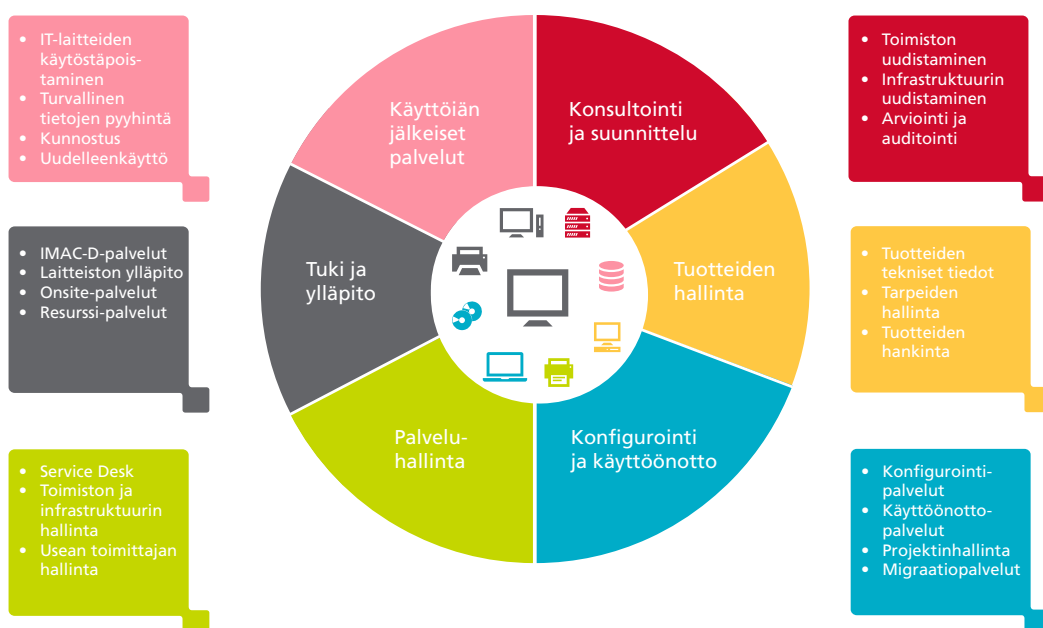 • IT-laitteiden
käytöstäpois-
taminen
• Turvallinen
tietojen pyyhintä
• Kunnostus
• Uudelleenkäyttö
Käyttöiän
jälkeiset
palvelut
Konsultointi
ja suunnittelu
• Toimiston
uudistaminen
• Infrastruktuurin
uudistaminen
• Arviointi ja
auditointi
• IMAC-D-palvelut
• Laitteiston ylläpito
• Onsite-palvelut
• Resurssi-palvelut
Tuki ja
ylläpito
Tuotteiden
hallinta
• Tuotteiden
tekniset tiedot
• Tarpeiden
hallinta
• Tuotteiden
hankinta
• Service Desk
• Toimiston ja
infrastruktuurin
hallinta
• Usean toimittajan
hallinta
Palvelu-
hallinta
Konfigurointi
ja käyttöönotto
• Konfigurointi-
palvelut
• Käyttöönotto-
palvelut
• Projektinhallinta
• Migraatiopalvelut